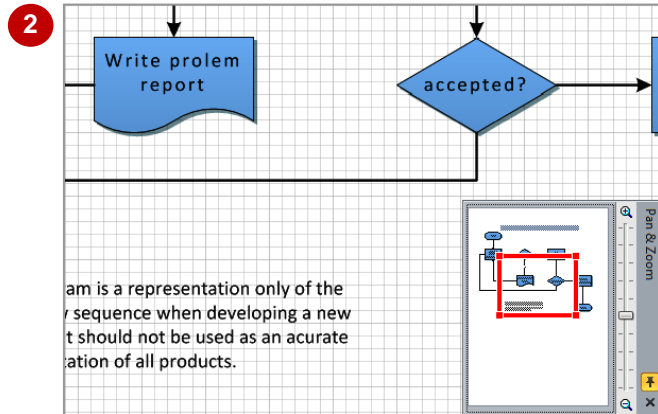 2
Write prolem
report
accepted?
am is a representation only of the
sequence when developing a new
t should not be used as an acurate
ation of all products.
Pan & Zoom